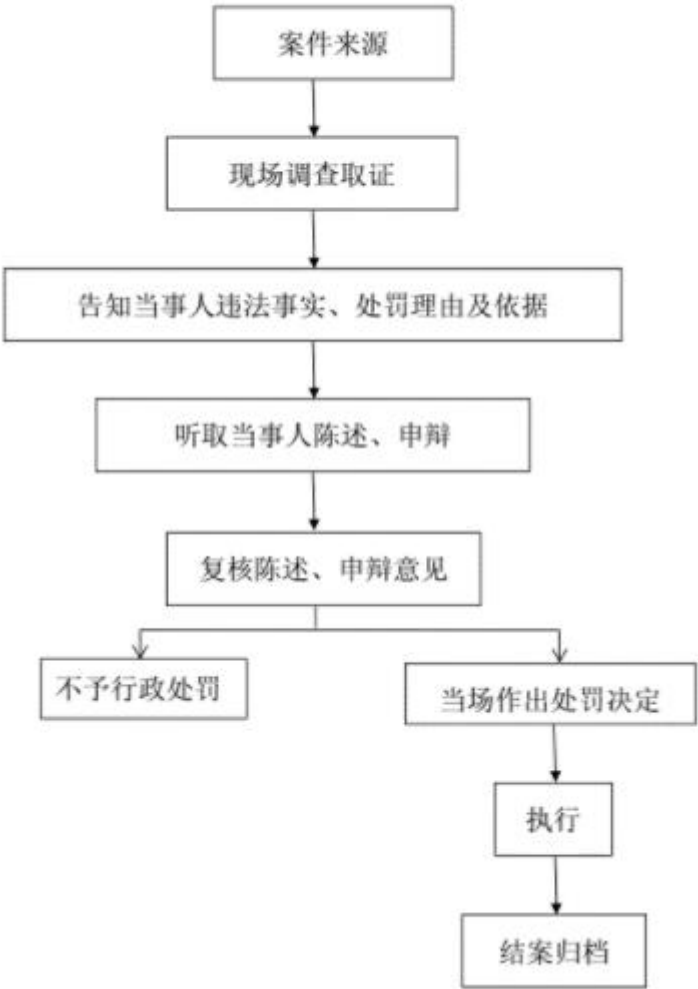 案件来源
现场调查取证
告知当事人违法事实、处罚理由及依据
听取当事人陈述、申辩
复核陈述、申辩意见
不予行政处罚
当场作出处罚决定
执行
结案归档